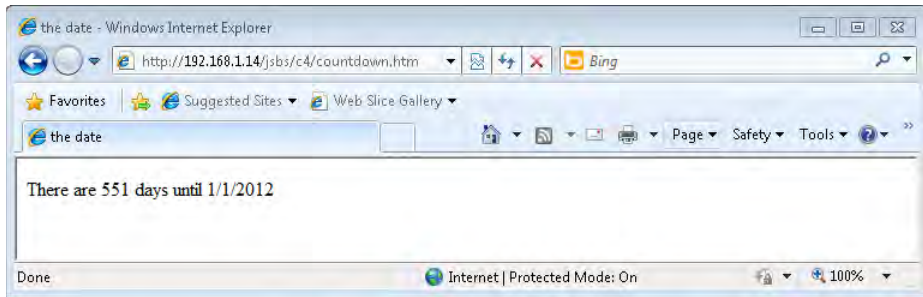 the date - Windows Internet Explorer
http://192.168.1.14/jsbs/c4/countdown.htm
Bing
Favorites Suggested Sites Web Slice Gallery
the date Page Safety Tools
There are 551 days until 1/1/2012
Done Internet | Protected Mode: On 100%